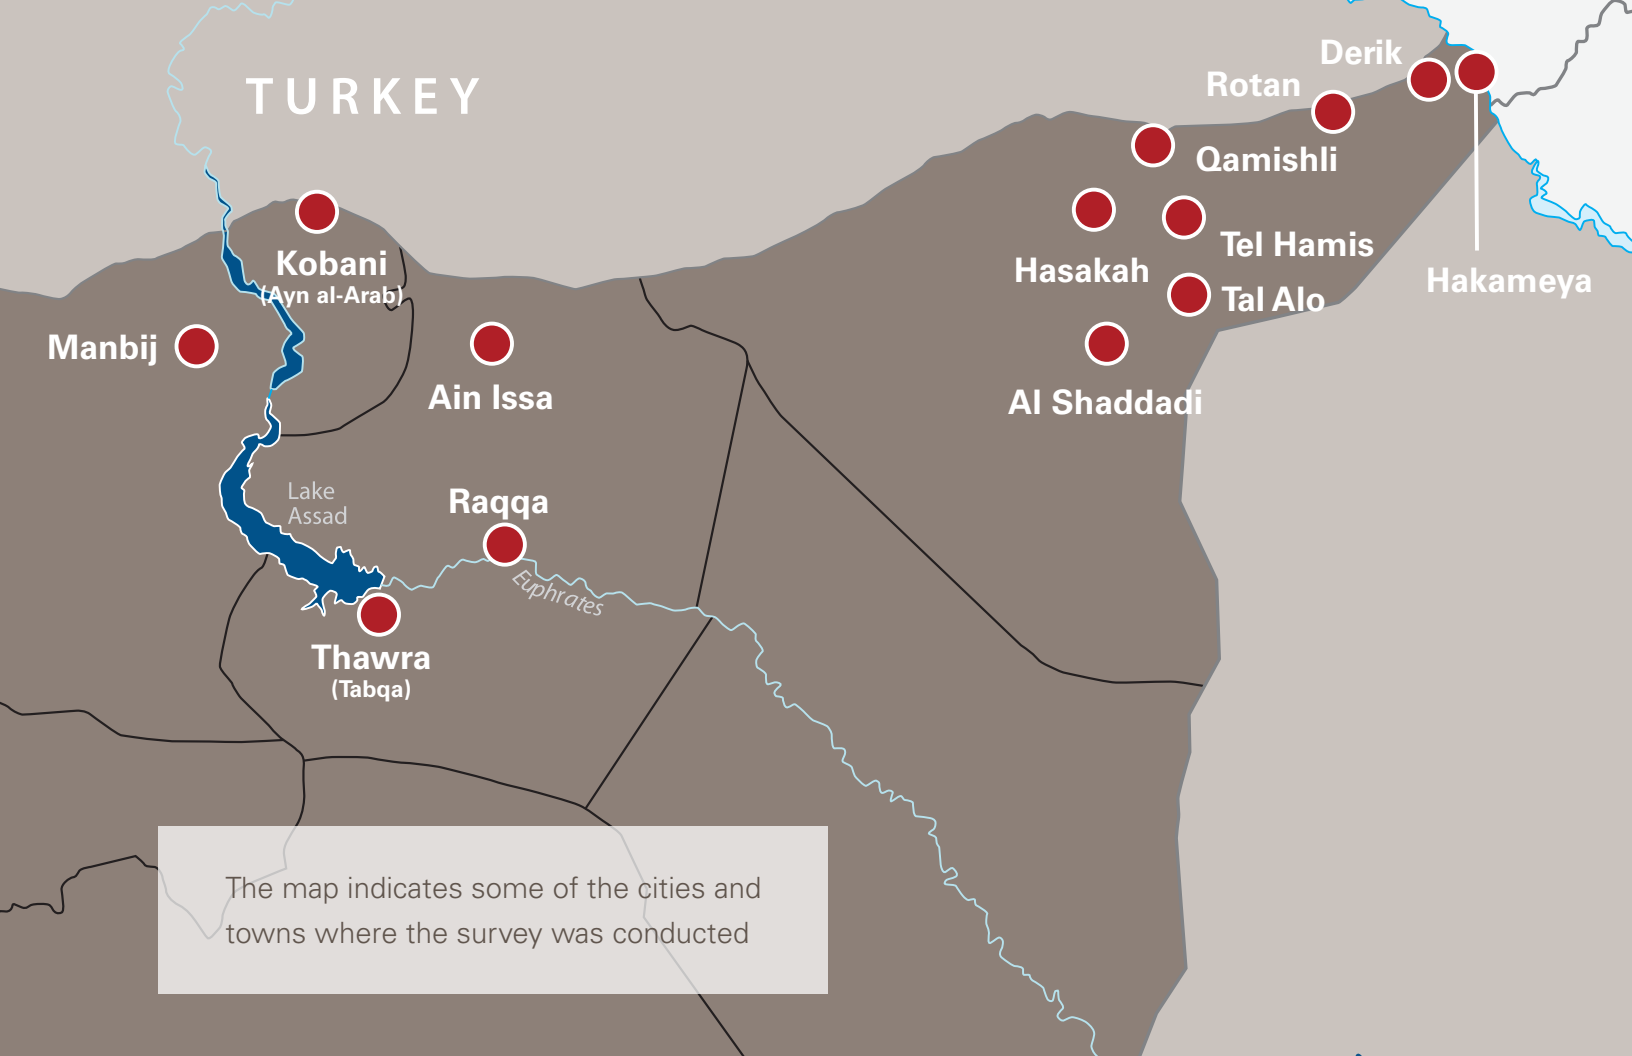 TURKEY
Derik
Rotan
Qamishli
Kobani
(Ayn al-Arab)
Tel Hamis
Hasakah
Hakameya
Tal Alo
Manbij
Ain Issa
Al Shaddadi
Lake
Assad
Raqqa
Euphrates
Thawra
(Tabqa)
The map indicates some of the cities and
towns where the survey was conducted